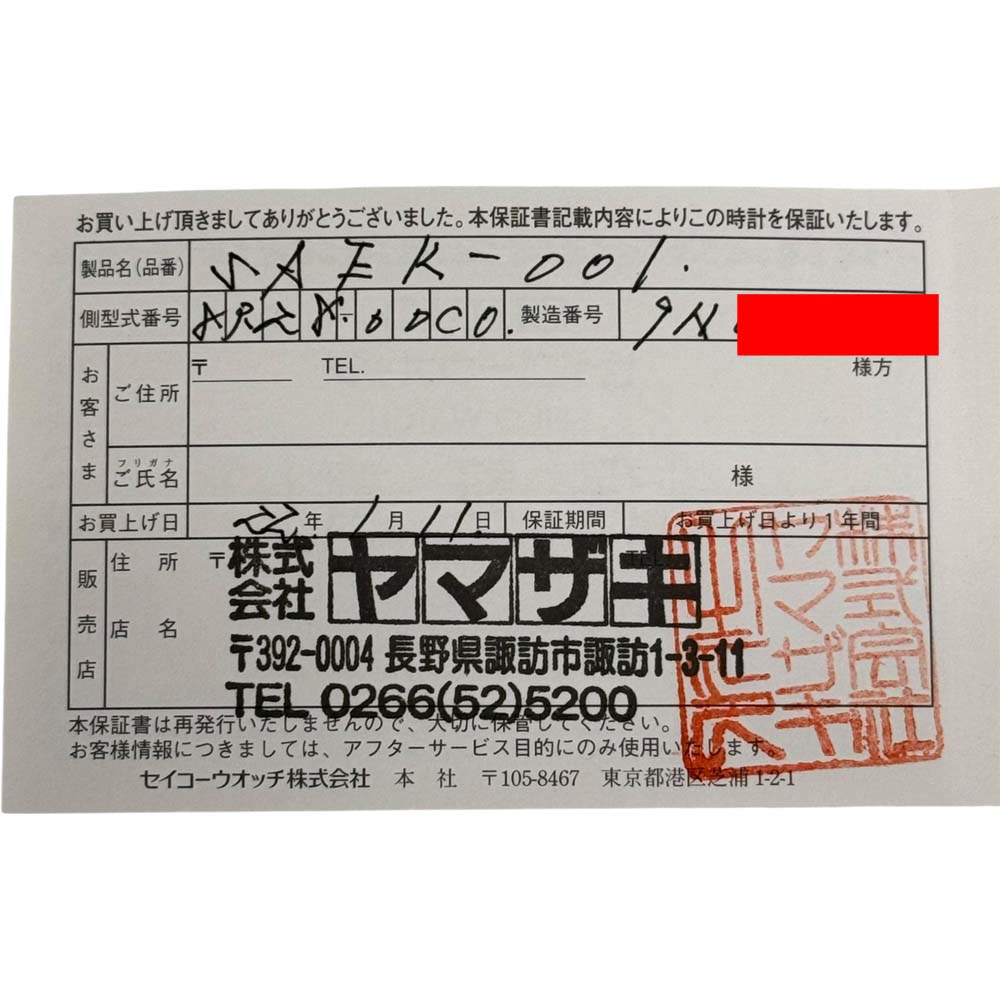 お買い上げ頂きましてありがとうございました。本保証書記載内容によりこの時計を保証いたします。
製品名(品番) SAEK-001.
側型式番号 00C0. 製造番号 9N
お客さま
ご住所 〒 TEL. 様方
フリガナ
ご氏名 様
お買上げ日 年 1月 11.日 保証期間 お買上げ日より1年間
販売店
住所 〒
店名
株式会社 ヤマザキ
〒392-0004 長野県諏訪市諏訪1-3-11
TEL 0266(52)5200
株式会社
ヤマザキ
本保証書は再発行いたしませんので、大切に保管してください。
お客様情報につきましては、アフターサービス目的にのみ使用いたします。
セイコーウオッチ株式会社 本社 〒105-8467 東京都港区芝浦1-2-1